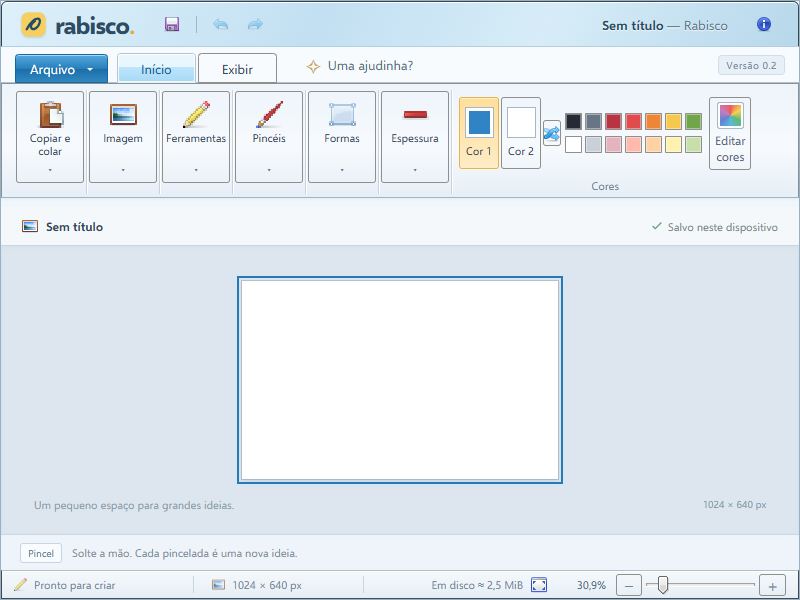 rabisco.
Sem título — Rabisco
Arquivo
Início
Exibir
Uma ajudinha?
Versão 0.2
Copiar e
colar
Imagem
Ferramentas
Pincéis
Formas
Espessura
Cor 1
Cor 2
Editar
cores
Cores
Sem título
Salvo neste dispositivo
Um pequeno espaço para grandes ideias.
1024 × 640 px
Pincel
Solte a mão. Cada pincelada é uma nova ideia.
Pronto para criar
1024 × 640 px
Em disco ≈ 2,5 MiB
30,9%